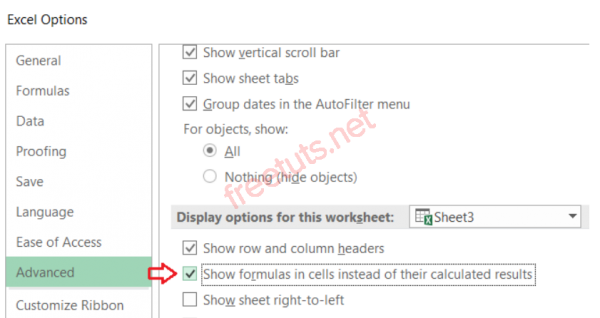 Excel Options
General
Formulas
Data
Proofing
Save
Language
Ease of Access
Advanced
Customize Ribbon
Show vertical scroll bar
Show sheet tabs
Group dates in the AutoFilter menu
For objects, show:
All
Nothing (hide objects)
Display options for this worksheet: Sheet3
Show row and column headers
Show formulas in cells instead of their calculated results
Show sheet right-to-left
freetuts.net